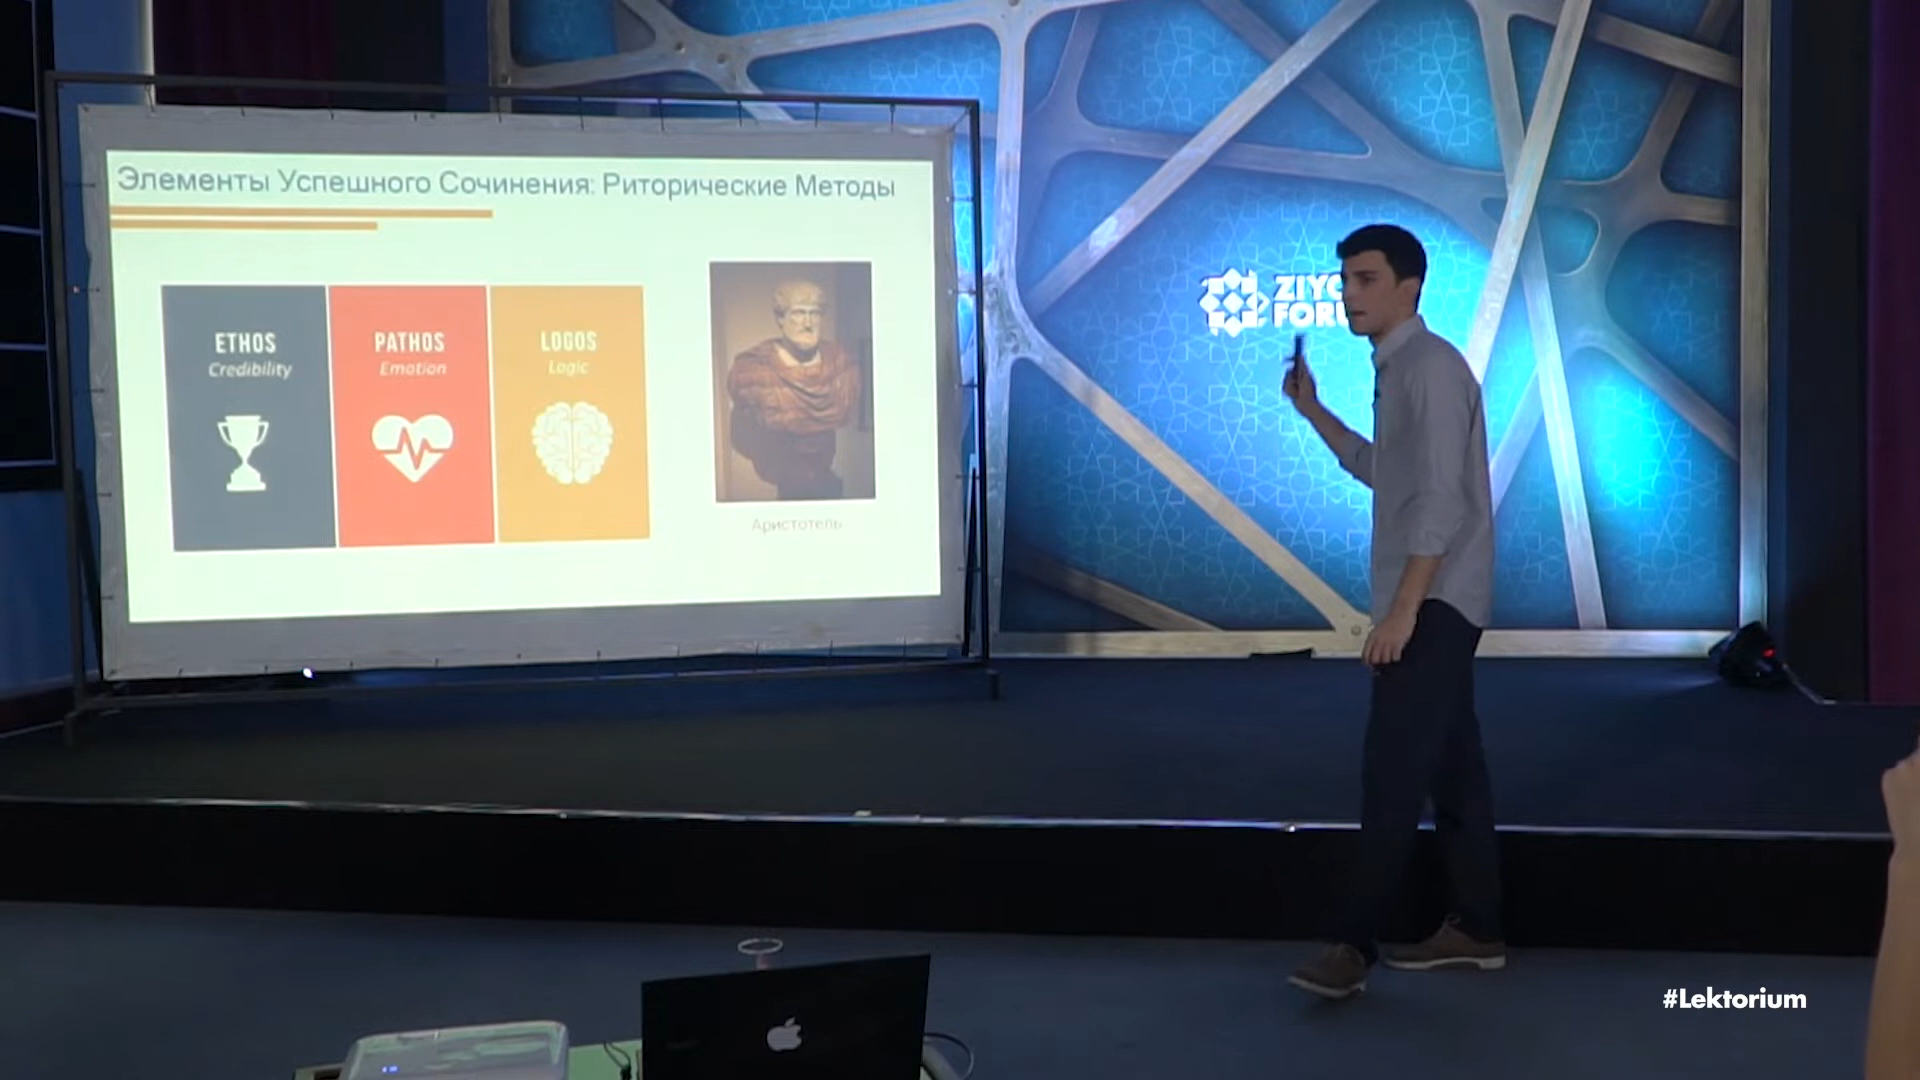 Элементы Успешного Сочинения: Риторические Методы
ETHOS
Credibility
PATHOS
Emotion
LOGOS
Logic
Аристотель
#Lektorium